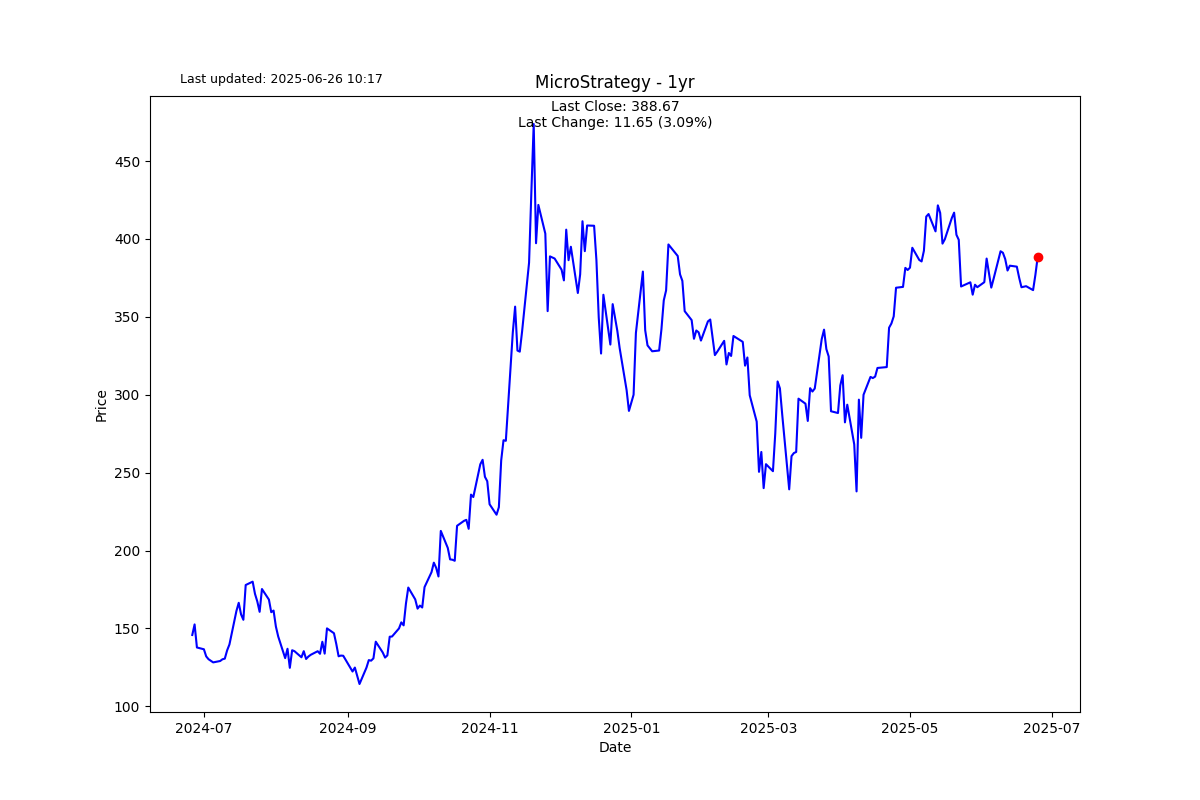 Last updated: 2025-06-26 10:17
MicroStrategy - 1yr
Last Close: 388.67
Last Change: 11.65 (3.09%)
450
400
350
300
250
200
150
100
Price
2024-07
2024-09
2024-11
2025-01
2025-03
2025-05
2025-07
Date